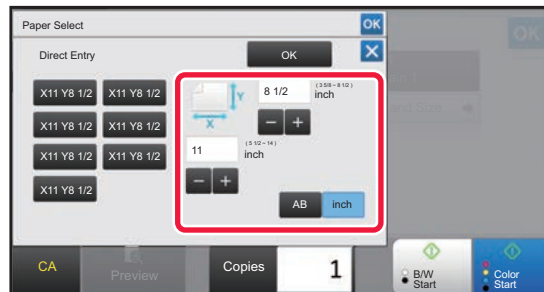 Paper Select
OK
OK
Direct Entry
OK
X11 Y8 1/2
X11 Y8 1/2
8 1/2
( 3 5/8 ~ 8 1/2 )
inch
Y
X
X11 Y8 1/2
X11 Y8 1/2
X11 Y8 1/2
X11 Y8 1/2
11
( 5 1/2 ~ 14 )
inch
X11 Y8 1/2
AB
inch
CA
Preview
Copies
1
B/W
Start
Color
Start